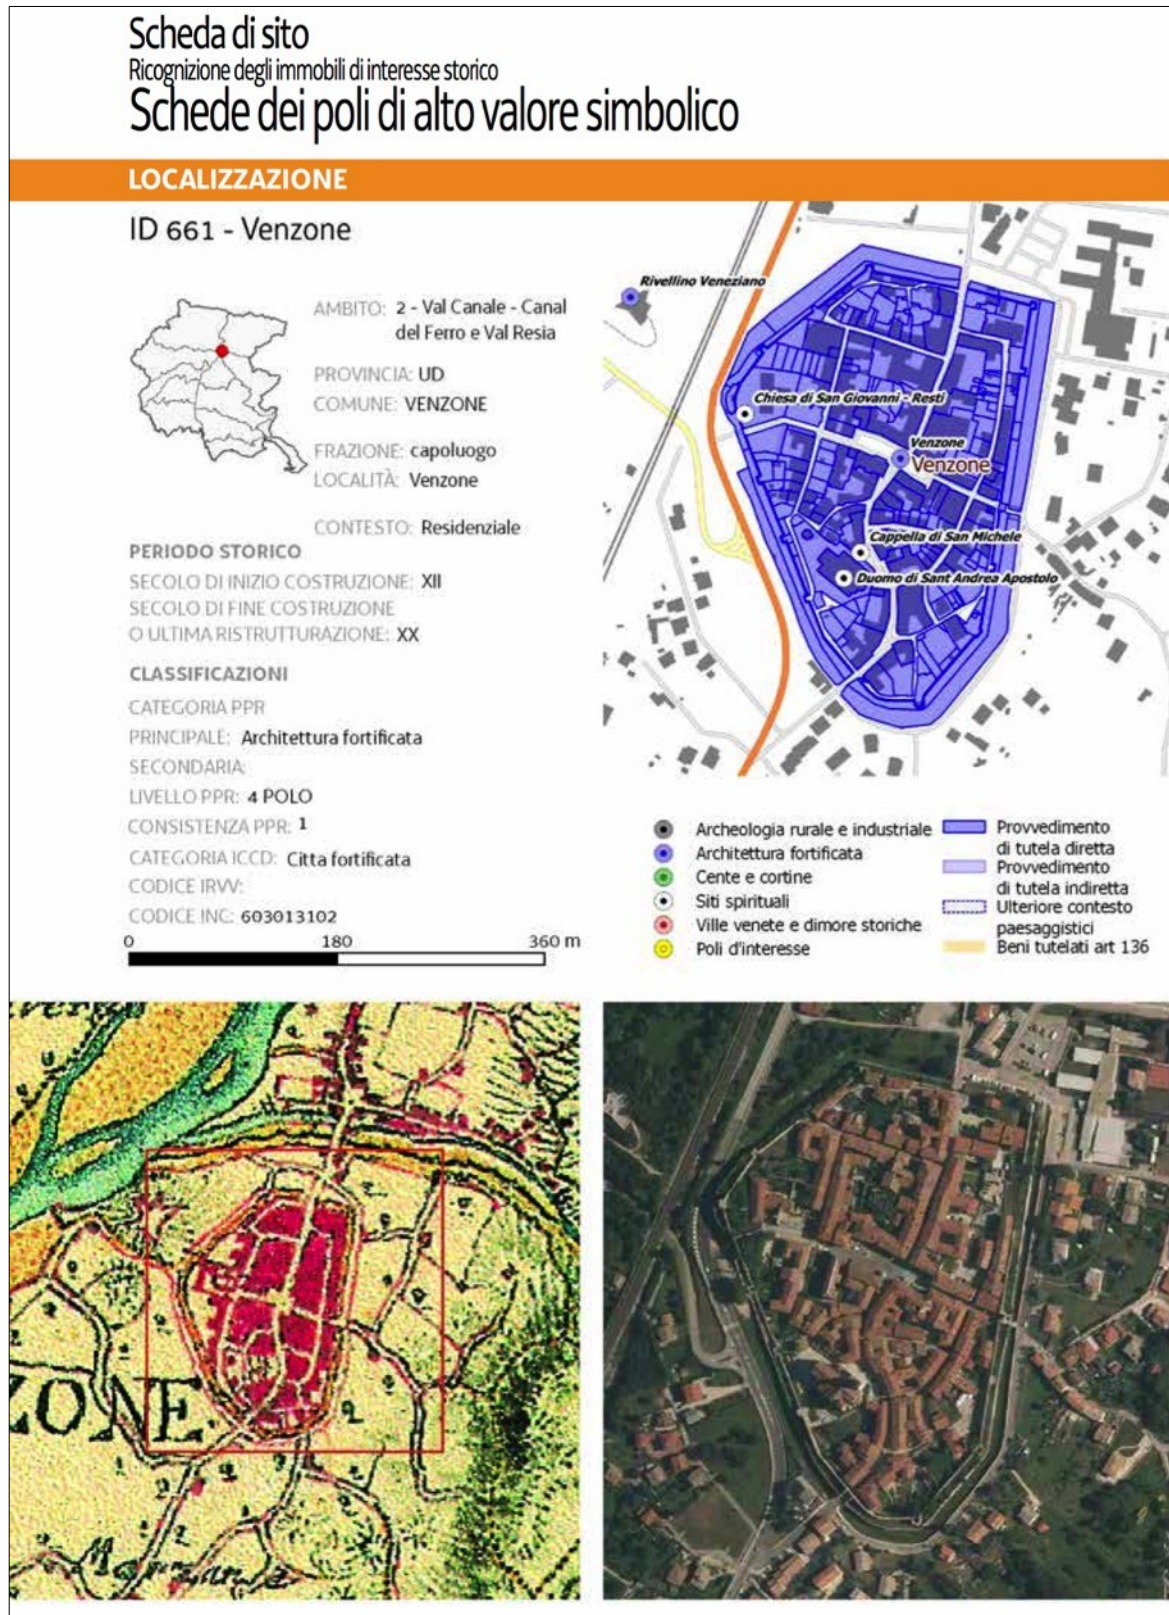 Scheda di sito
Ricognizione degli immobili di interesse storico
Schede dei poli di alto valore simbolico
LOCALIZZAZIONE
ID 661 - Venzone
AMBITO: 2 - Val Canale - Canal
del Ferro e Val Resia
PROVINCIA: UD
COMUNE: VENZONE
FRAZIONE: capoluogo
LOCALITÀ: Venzone
CONTESTO: Residenziale
PERIODO STORICO
SECOLO DI INIZIO COSTRUZIONE: XII
SECOLO DI FINE COSTRUZIONE
O ULTIMA RISTRUTTURAZIONE: XX
CLASSIFICAZIONI
CATEGORIA PPR
PRINCIPALE: Architettura fortificata
SECONDARIA:
LIVELLO PPR: 4 POLO
CONSISTENZA PPR: 1
CATEGORIA ICCD: Citta fortificata
CODICE IRVV:
CODICE INC: 603013102
0 180 360 m
Rivellino Veneziano
Chiesa di San Giovanni - Resti
Venzone
Venzone
Cappella di San Michele
Duomo di Sant Andrea Apostolo
Archeologia rurale e industriale
Architettura fortificata
Cente e cortine
Siti spirituali
Ville venete e dimore storiche
Poli d'interesse
Provvedimento
di tutela diretta
Provvedimento
di tutela indiretta
Ulteriore contesto
paesaggistici
Beni tutelati art 136
ZONE